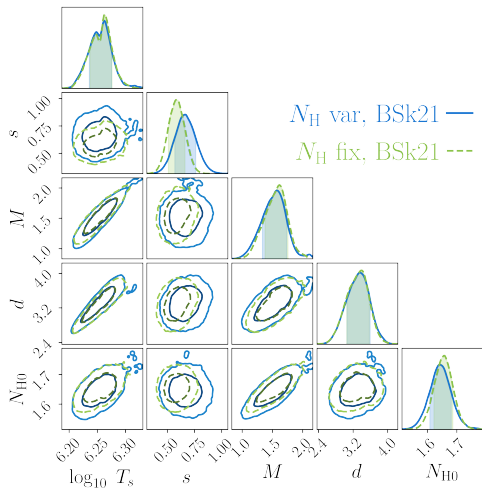 N_H var, BSk21
N_H fix, BSk21
1.00
0.75
0.50
s
2.0
1.5
1.0
M
4.0
3.2
2.4
d
1.7
1.6
N_H0
6.20 6.25 6.30 0.50 0.75 1.00 1.0 1.5 2.0 2.4 3.2 4.0 1.6 1.7
log₁₀ T_s s M d N_H0